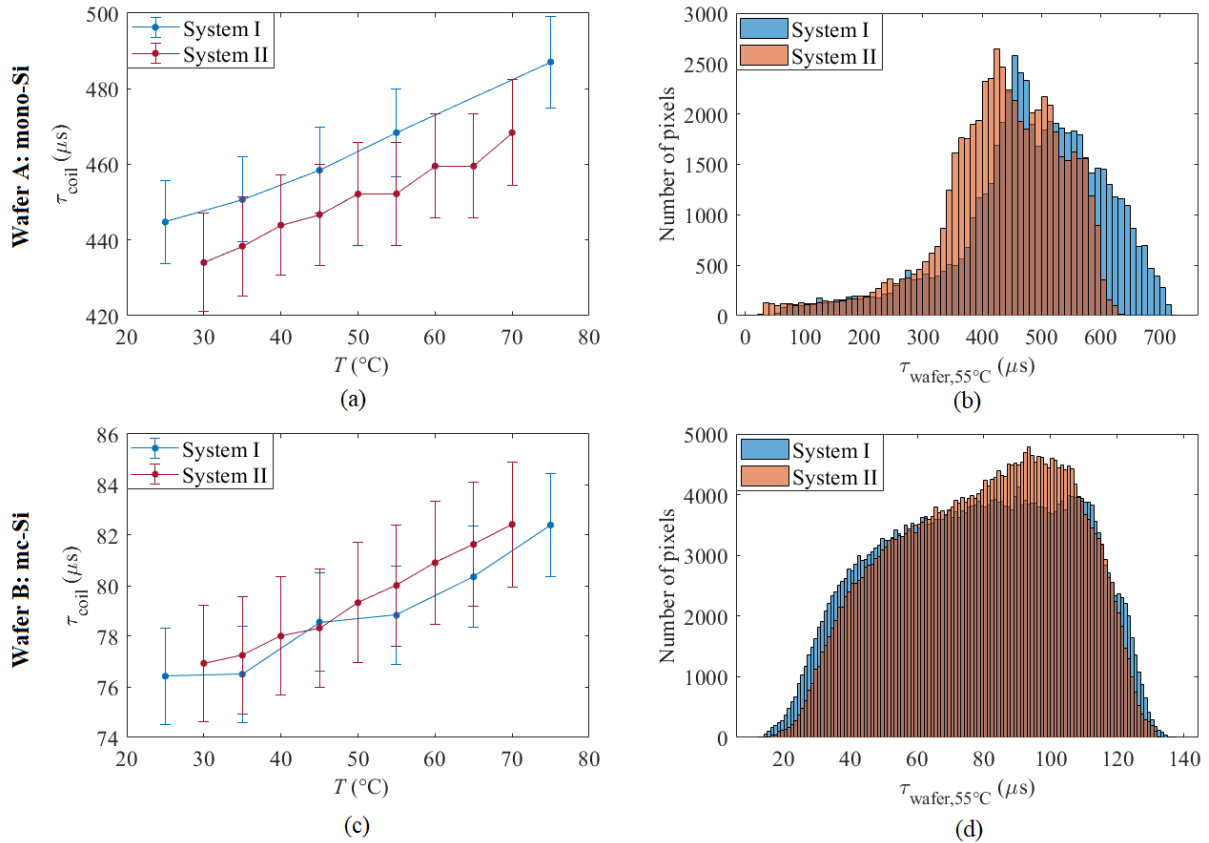 Wafer A: mono-Si
500
480
460
440
420
τcoil (μs)
System I
System II
20 30 40 50 60 70 80
T (°C)
(a)
3000
2500
2000
1500
1000
500
0
Number of pixels
System I
System II
0 100 200 300 400 500 600 700
τwafer,55°C (μs)
(b)
Wafer B: mc-Si
86
84
82
80
78
76
74
τcoil (μs)
System I
System II
20 30 40 50 60 70 80
T (°C)
(c)
5000
4000
3000
2000
1000
0
Number of pixels
System I
System II
20 40 60 80 100 120 140
τwafer,55°C (μs)
(d)